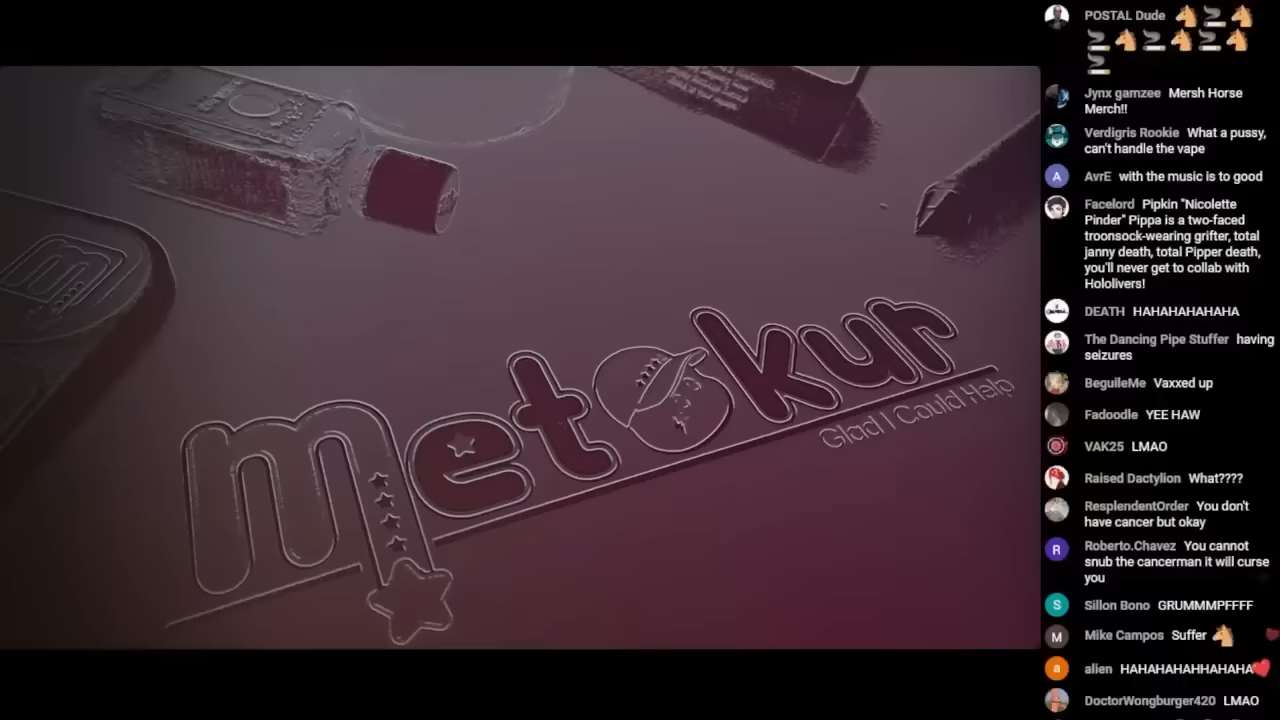 metokur
Glad I Could Help
m
POSTAL Dude
Jynx gamzee Mersh Horse
Merch!!
Verdigris Rookie What a pussy,
can't handle the vape
A
AvrE with the music is to good
Facelord Pipkin "Nicolette
Pinder" Pippa is a two-faced
troonsock-wearing grifter, total
janny death, total Pipper death,
you'll never get to collab with
Hololivers!
DEATH HAHAHAHAHAHA
The Dancing Pipe Stuffer having
seizures
BeguileMe Vaxxed up
Fadoodle YEE HAW
VAK25 LMAO
Raised Dactylion What????
ResplendentOrder You don't
have cancer but okay
R
Roberto.Chavez You cannot
snub the cancerman it will curse
you
S
Sillon Bono GRUMMMPFFFF
M
Mike Campos Suffer
a
alien HAHAHAHAHHAHAHA
DoctorWongburger420 LMAO